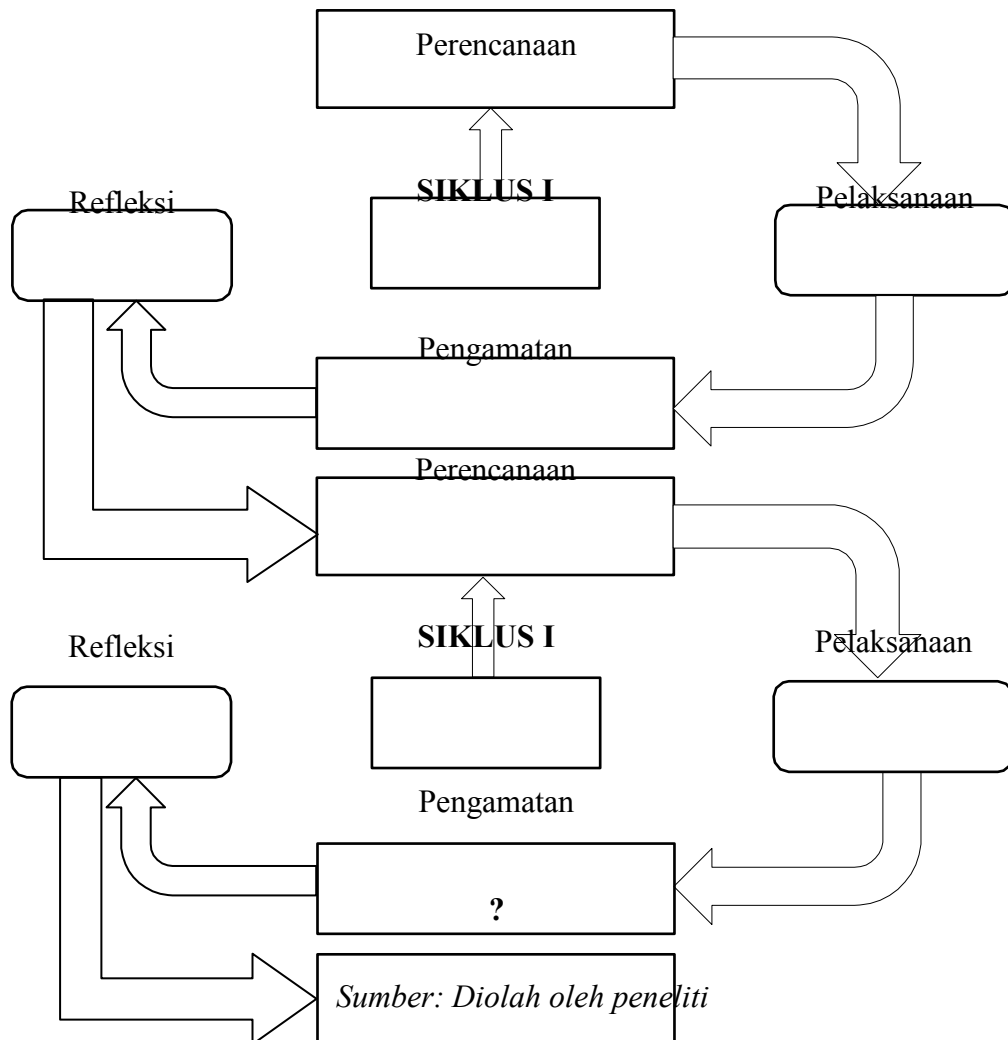 Perencanaan
SIKLUS I
Refleksi
Pelaksanaan
Pengamatan
Perencanaan
SIKLUS I
Refleksi
Pelaksanaan
Pengamatan
?
Sumber: Diolah oleh peneliti